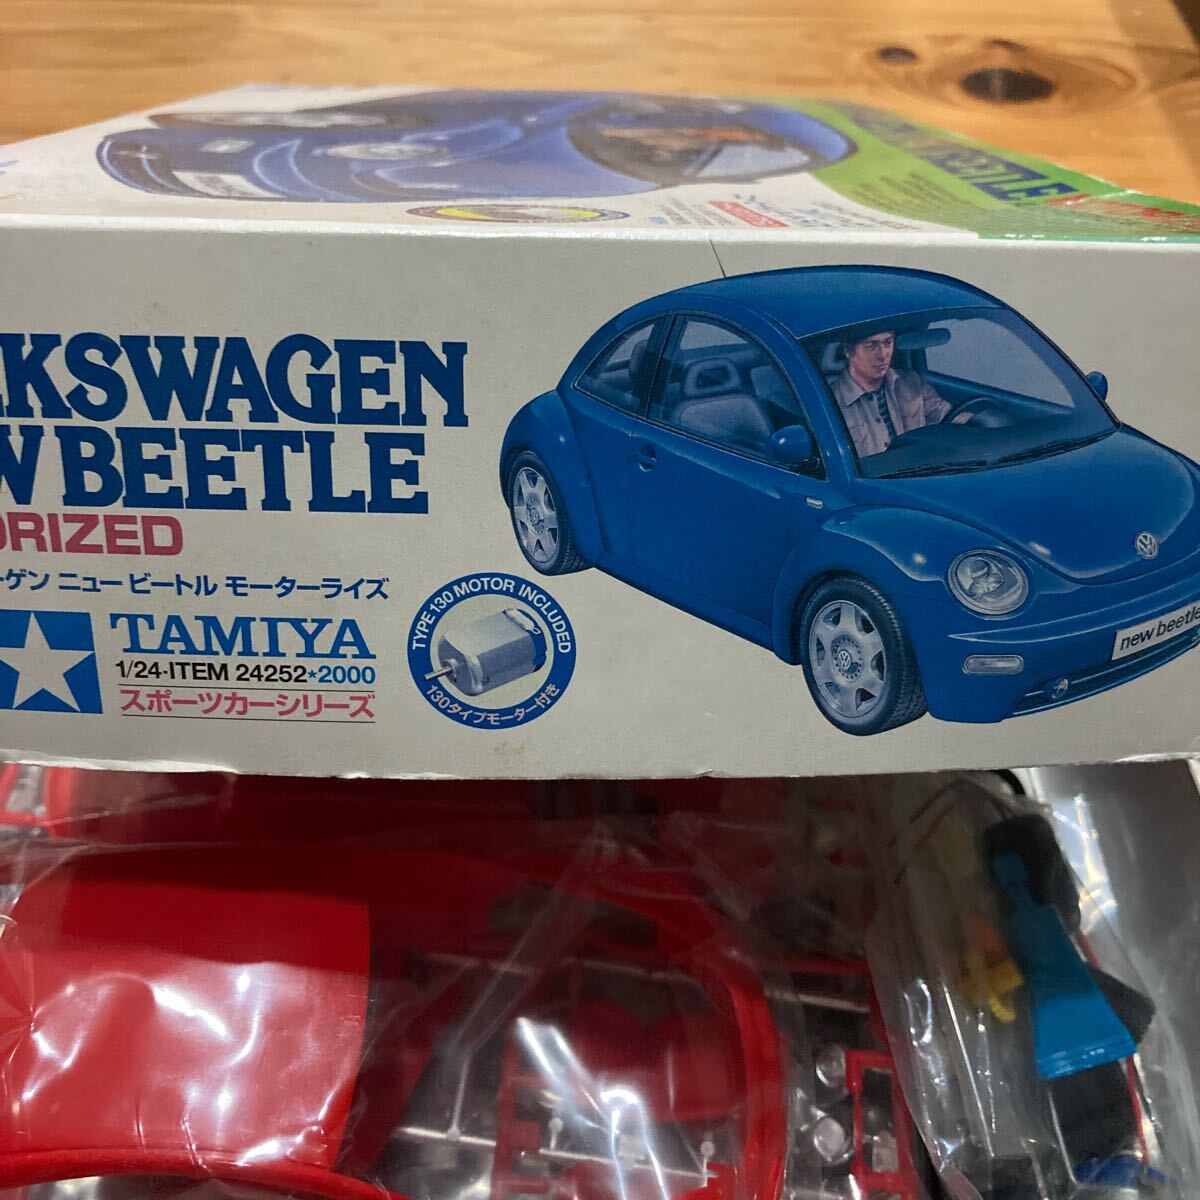 LKSWAGEN
W BEETLE
ORIZED
ーゲン ニュー ビートル モーターライズ
TAMIYA
1/24·ITEM 24252★2000
スポーツカーシリーズ
TYPE 130 MOTOR INCLUDED
130タイプモーター付き
new beetle